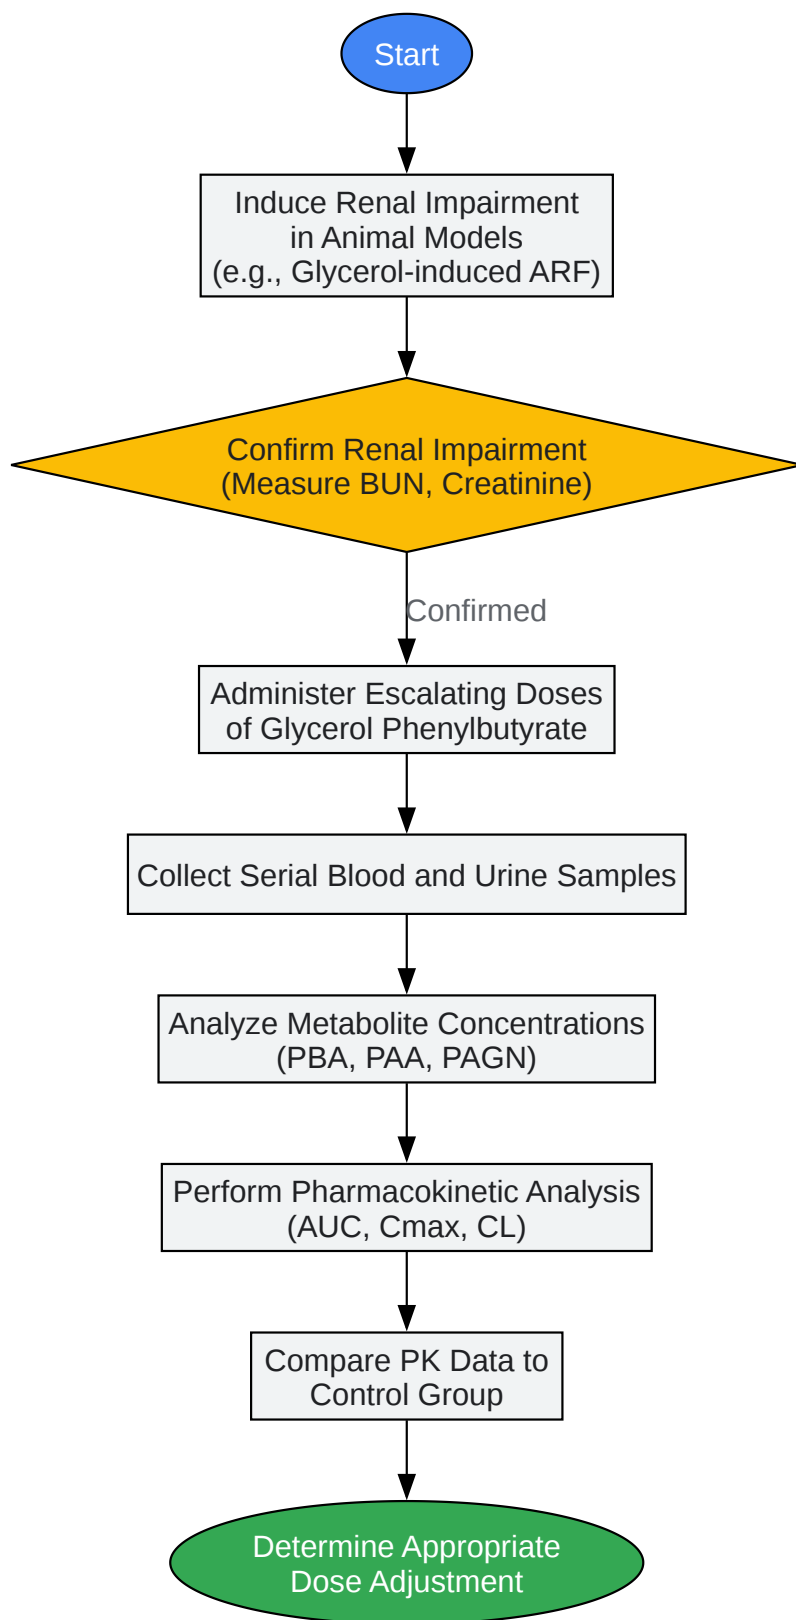 Start
Induce Renal Impairment
in Animal Models
(e.g., Glycerol-induced ARF)
Confirm Renal Impairment
(Measure BUN, Creatinine)
Confirmed
Administer Escalating Doses
of Glycerol Phenylbutyrate
Collect Serial Blood and Urine Samples
Analyze Metabolite Concentrations
(PBA, PAA, PAGN)
Perform Pharmacokinetic Analysis
(AUC, Cmax, CL)
Compare PK Data to
Control Group
Determine Appropriate
Dose Adjustment